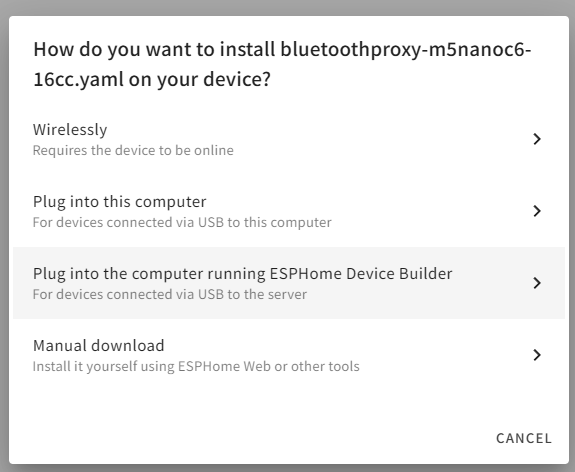 How do you want to install bluetoothproxy-m5nanoc6-
16cc.yaml on your device?
Wirelessly
Requires the device to be online
Plug into this computer
For devices connected via USB to this computer
Plug into the computer running ESPHome Device Builder
For devices connected via USB to the server
Manual download
Install it yourself using ESPHome Web or other tools
CANCEL